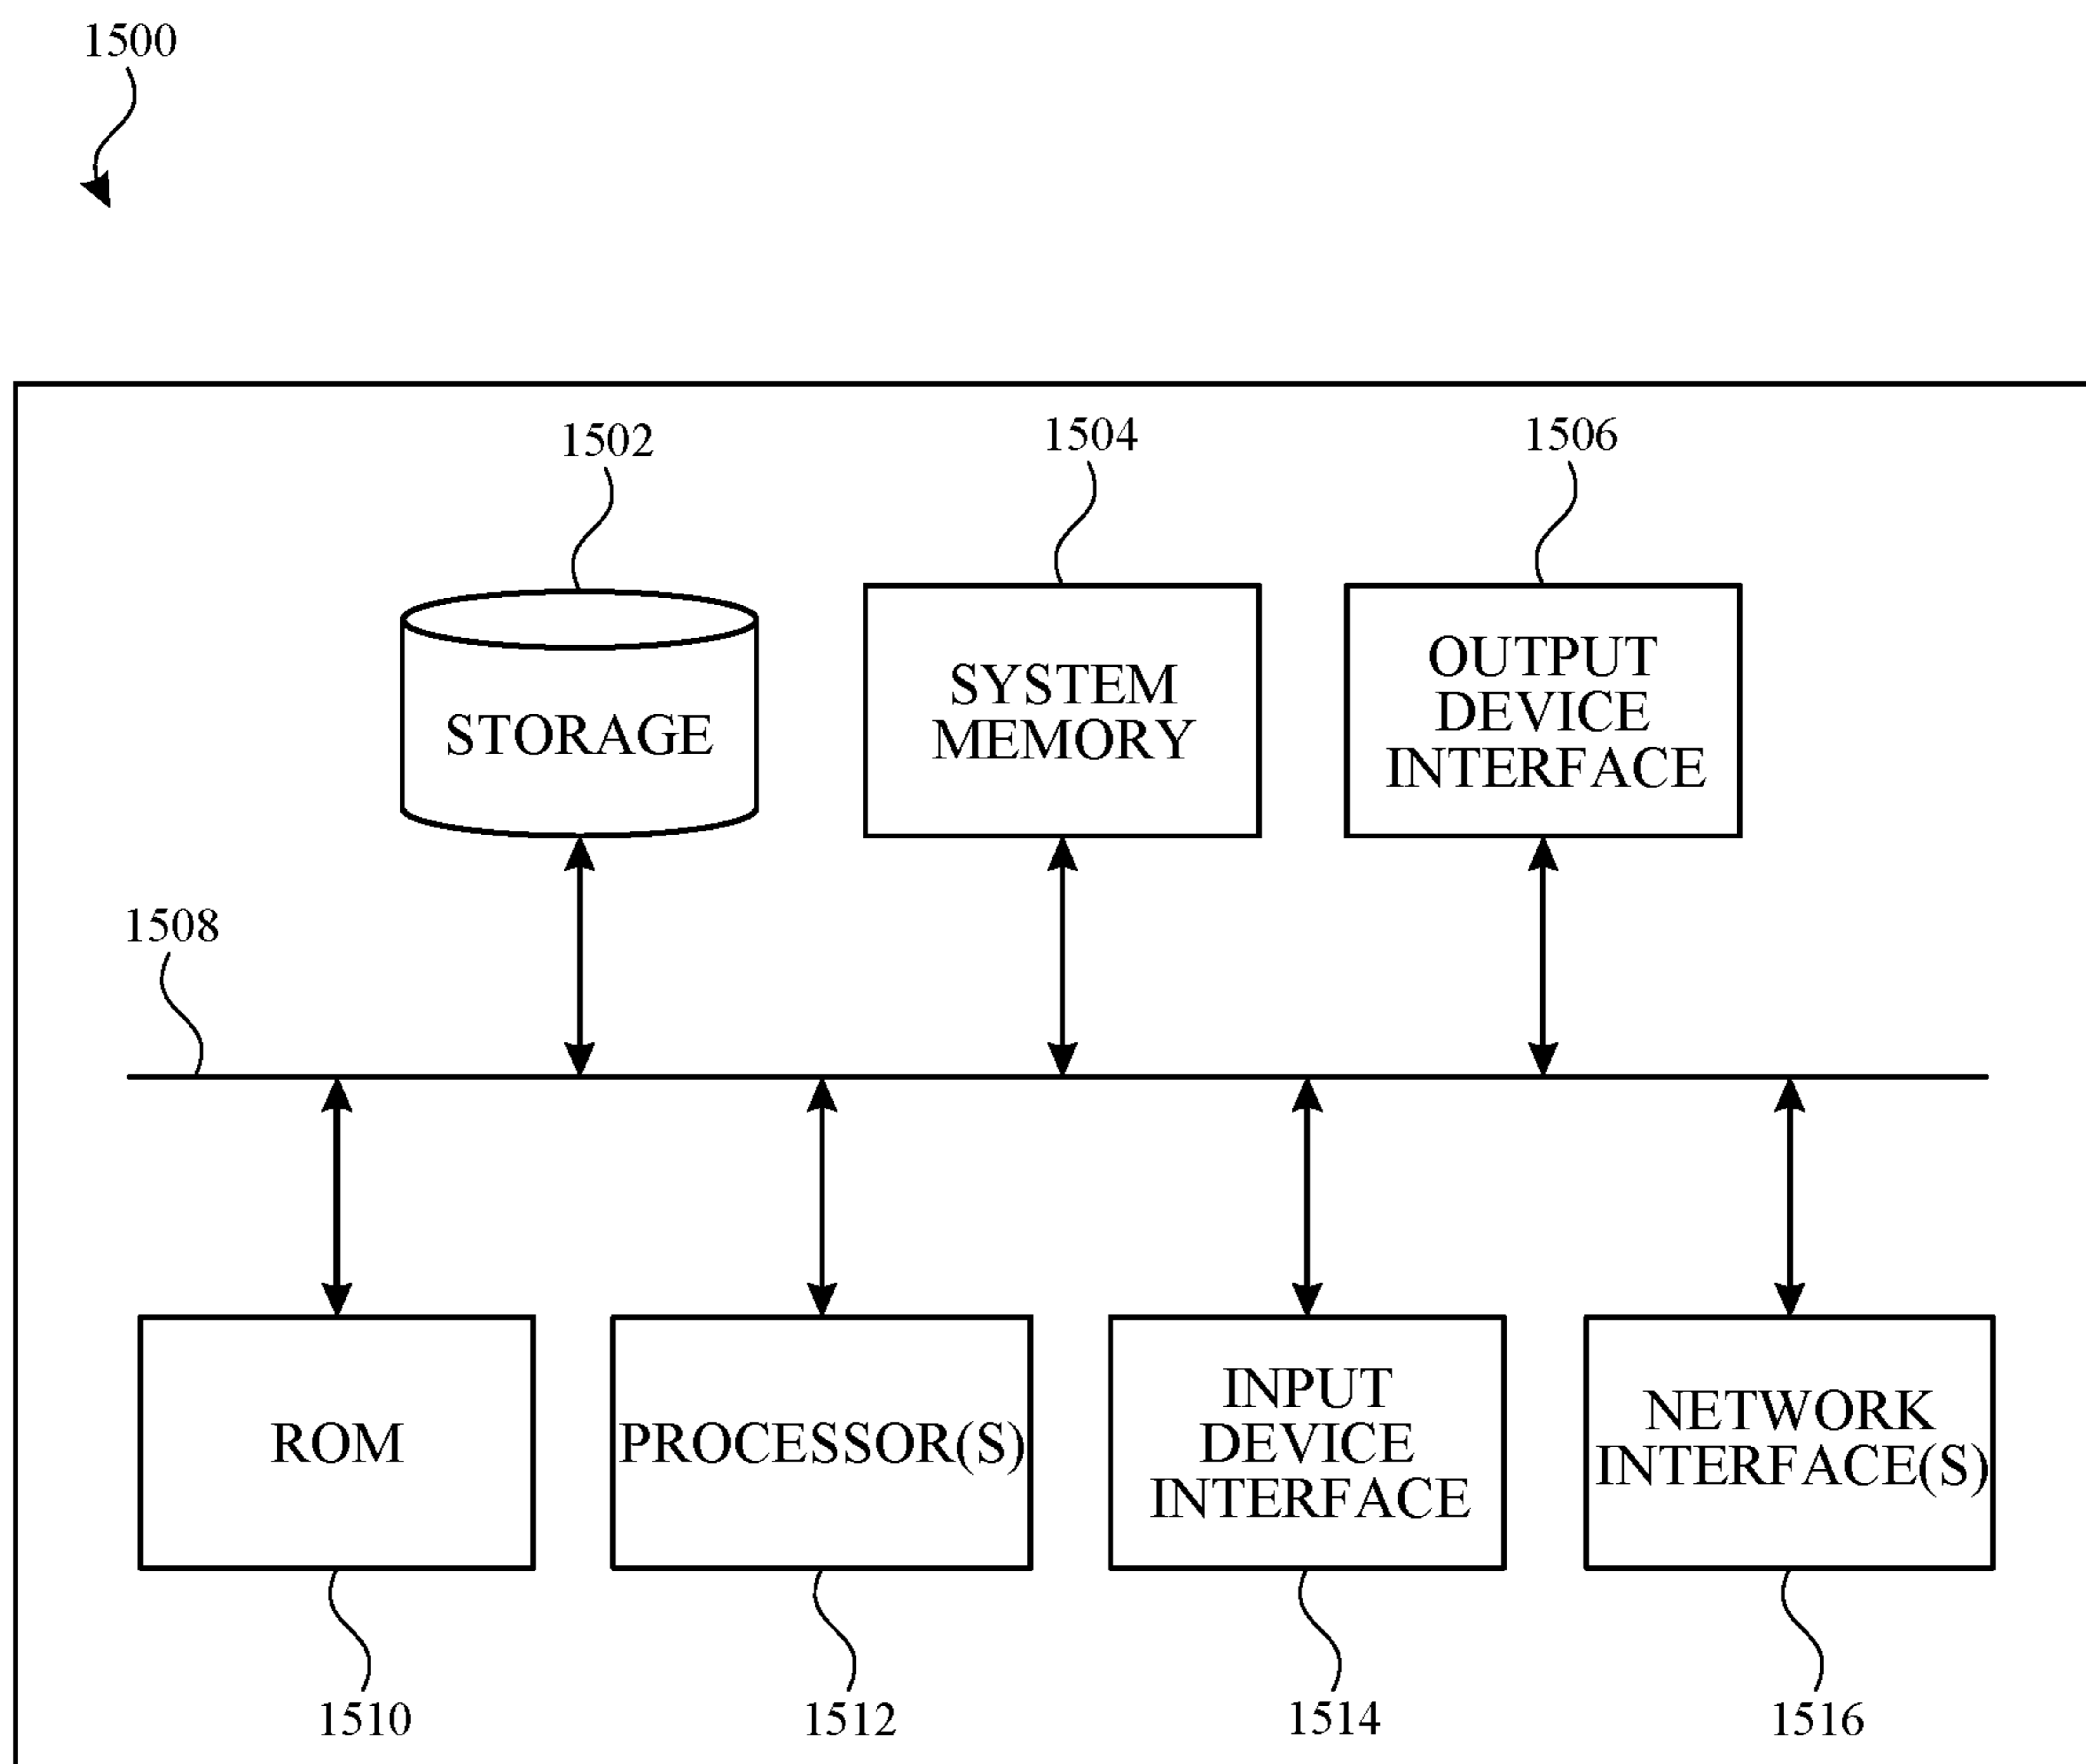 1500
1502
1504
1506
STORAGE
SYSTEM
MEMORY
OUTPUT
DEVICE
INTERFACE
1508
ROM
PROCESSOR(S)
INPUT
DEVICE
INTERFACE
NETWORK
INTERFACE(S)
1510
1512
1514
1516